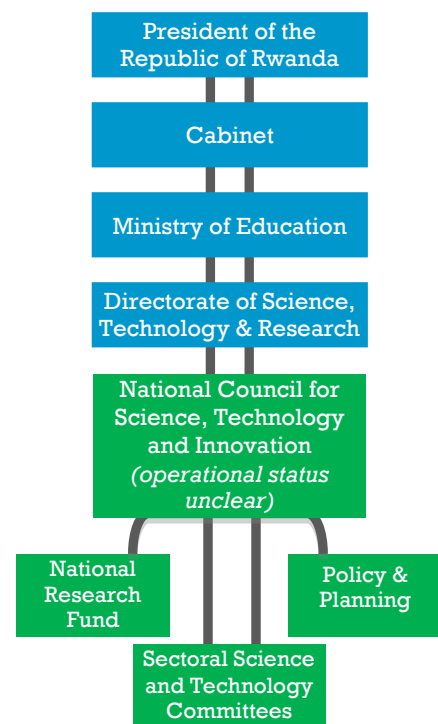 President of the
Republic of Rwanda
Cabinet
Ministry of Education
Directorate of Science,
Technology & Research
National Council for
Science, Technology
and Innovation
(operational status
unclear)
National
Research
Fund
Policy &
Planning
Sectoral Science
and Technology
Committees